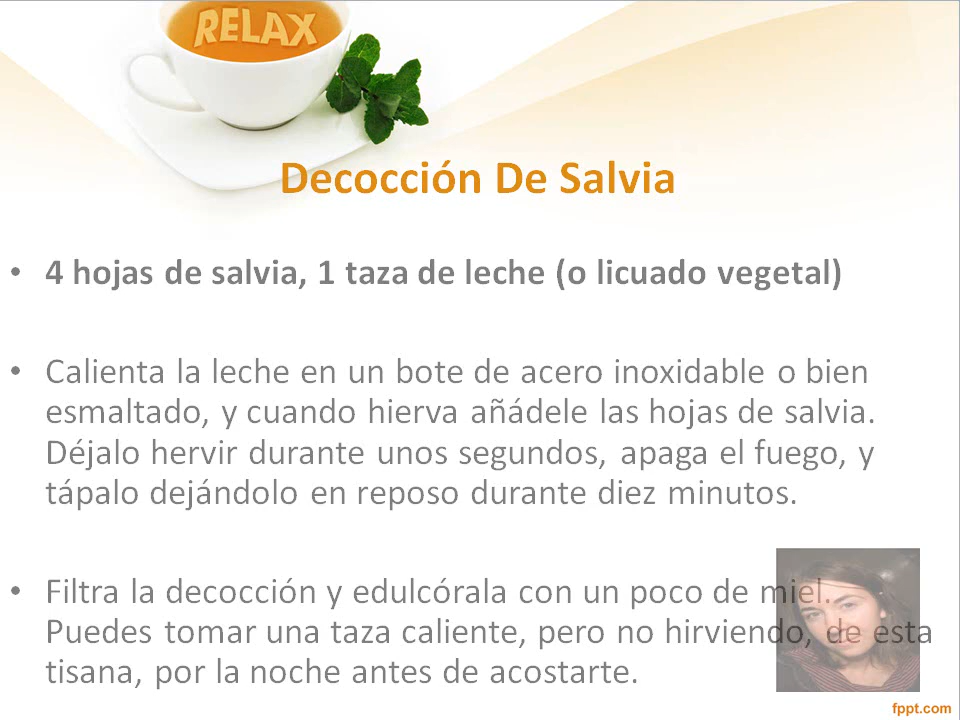 RELAX
Decocción De Salvia
• 4 hojas de salvia, 1 taza de leche (o licuado vegetal)
• Calienta la leche en un bote de acero inoxidable o bien
esmaltado, y cuando hierva añádele las hojas de salvia.
Déjalo hervir durante unos segundos, apaga el fuego, y
tápalo dejándolo en reposo durante diez minutos.
• Filtra la decocción y edulcórala con un poco de miel.
Puedes tomar una taza caliente, pero no hirviendo, de esta
tisana, por la noche antes de acostarte.
fppt.com